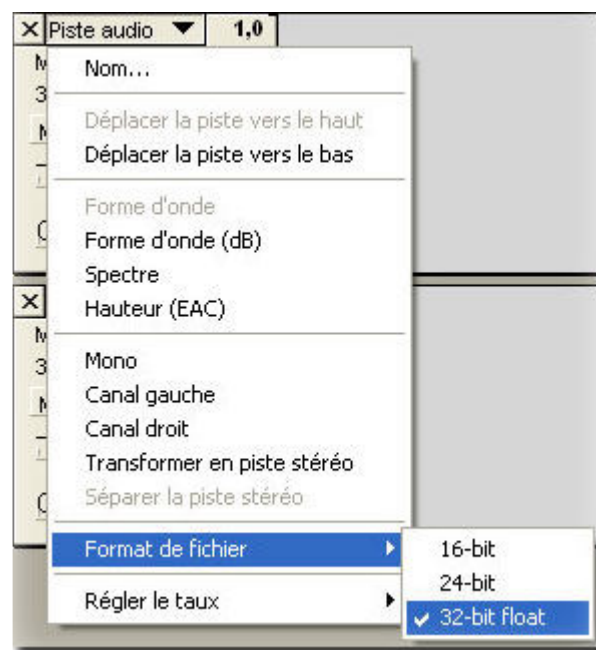 Piste audio 1,0
Nom...
Déplacer la piste vers le haut
Déplacer la piste vers le bas
Forme d'onde
Forme d'onde (dB)
Spectre
Hauteur (EAC)
Mono
Canal gauche
Canal droit
Transformer en piste stéréo
Séparer la piste stéréo
Format de fichier
16-bit
24-bit
32-bit float
Régler le taux